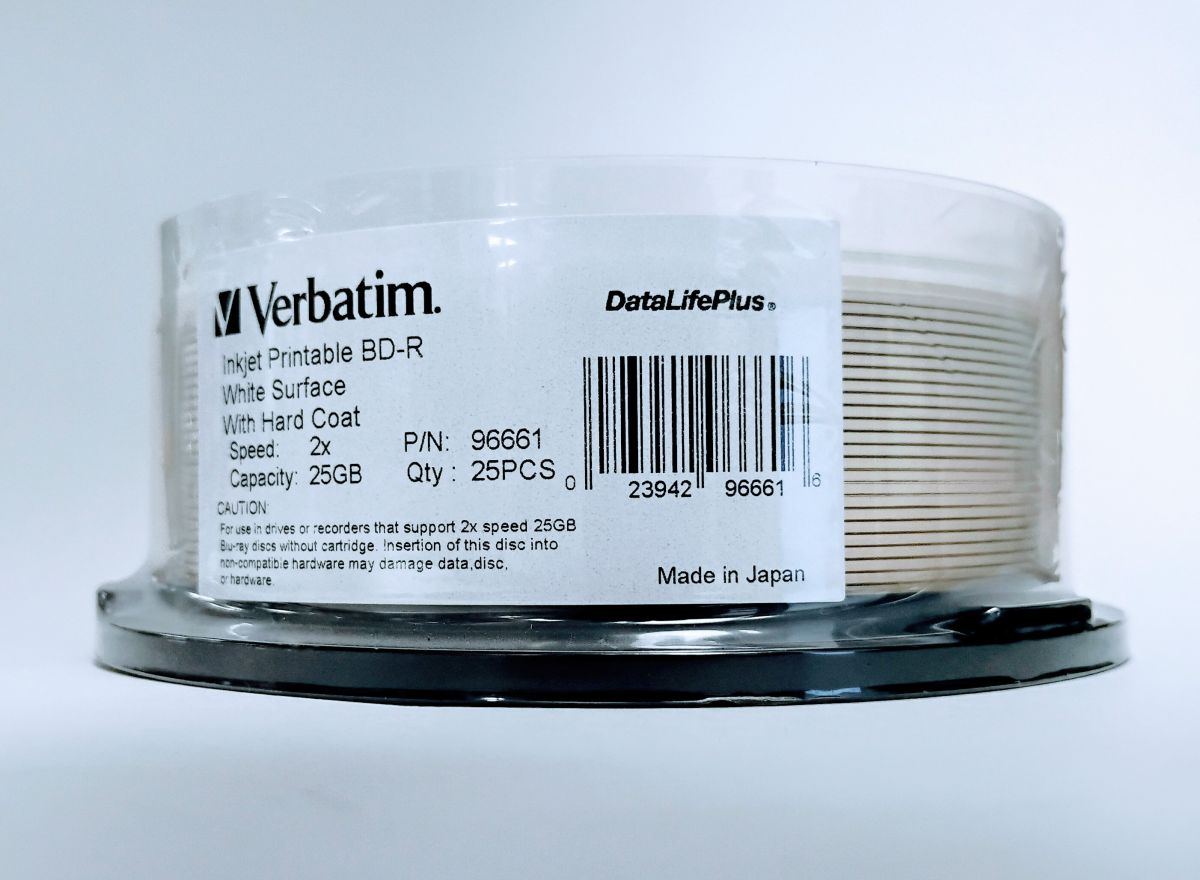 Verbatim.
DataLifePlus®
Inkjet Printable BD-R
White Surface
With Hard Coat
Speed: 2x P/N: 96661
Capacity: 25GB Qty : 25PCS
0 23942 96661 6
CAUTION:
For use in drives or recorders that support 2x speed 25GB
Blu-ray discs without cartridge. Insertion of this disc into
non-compatible hardware may damage data,disc,
or hardware.
Made in Japan